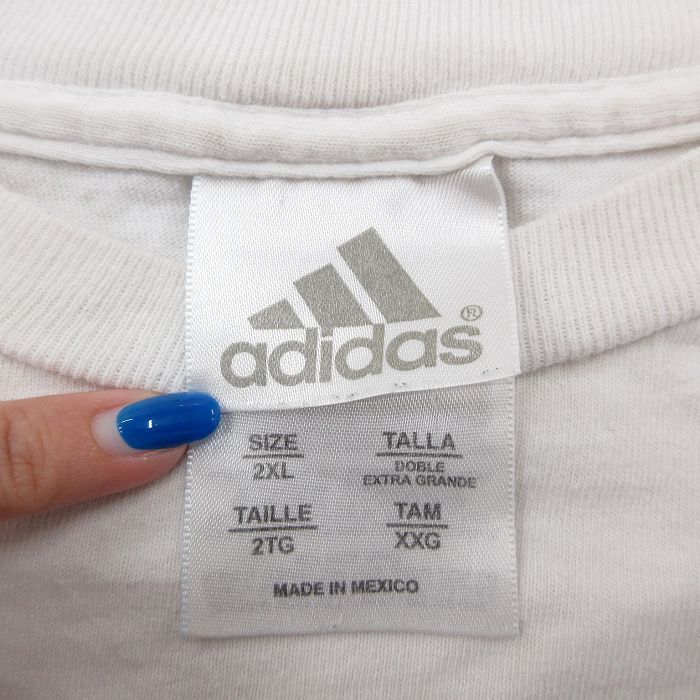 adidas®
SIZE
2XL
TALLA
DOBLE
EXTRA GRANDE
TAILLE
2TG
TAM
XXG
MADE IN MEXICO